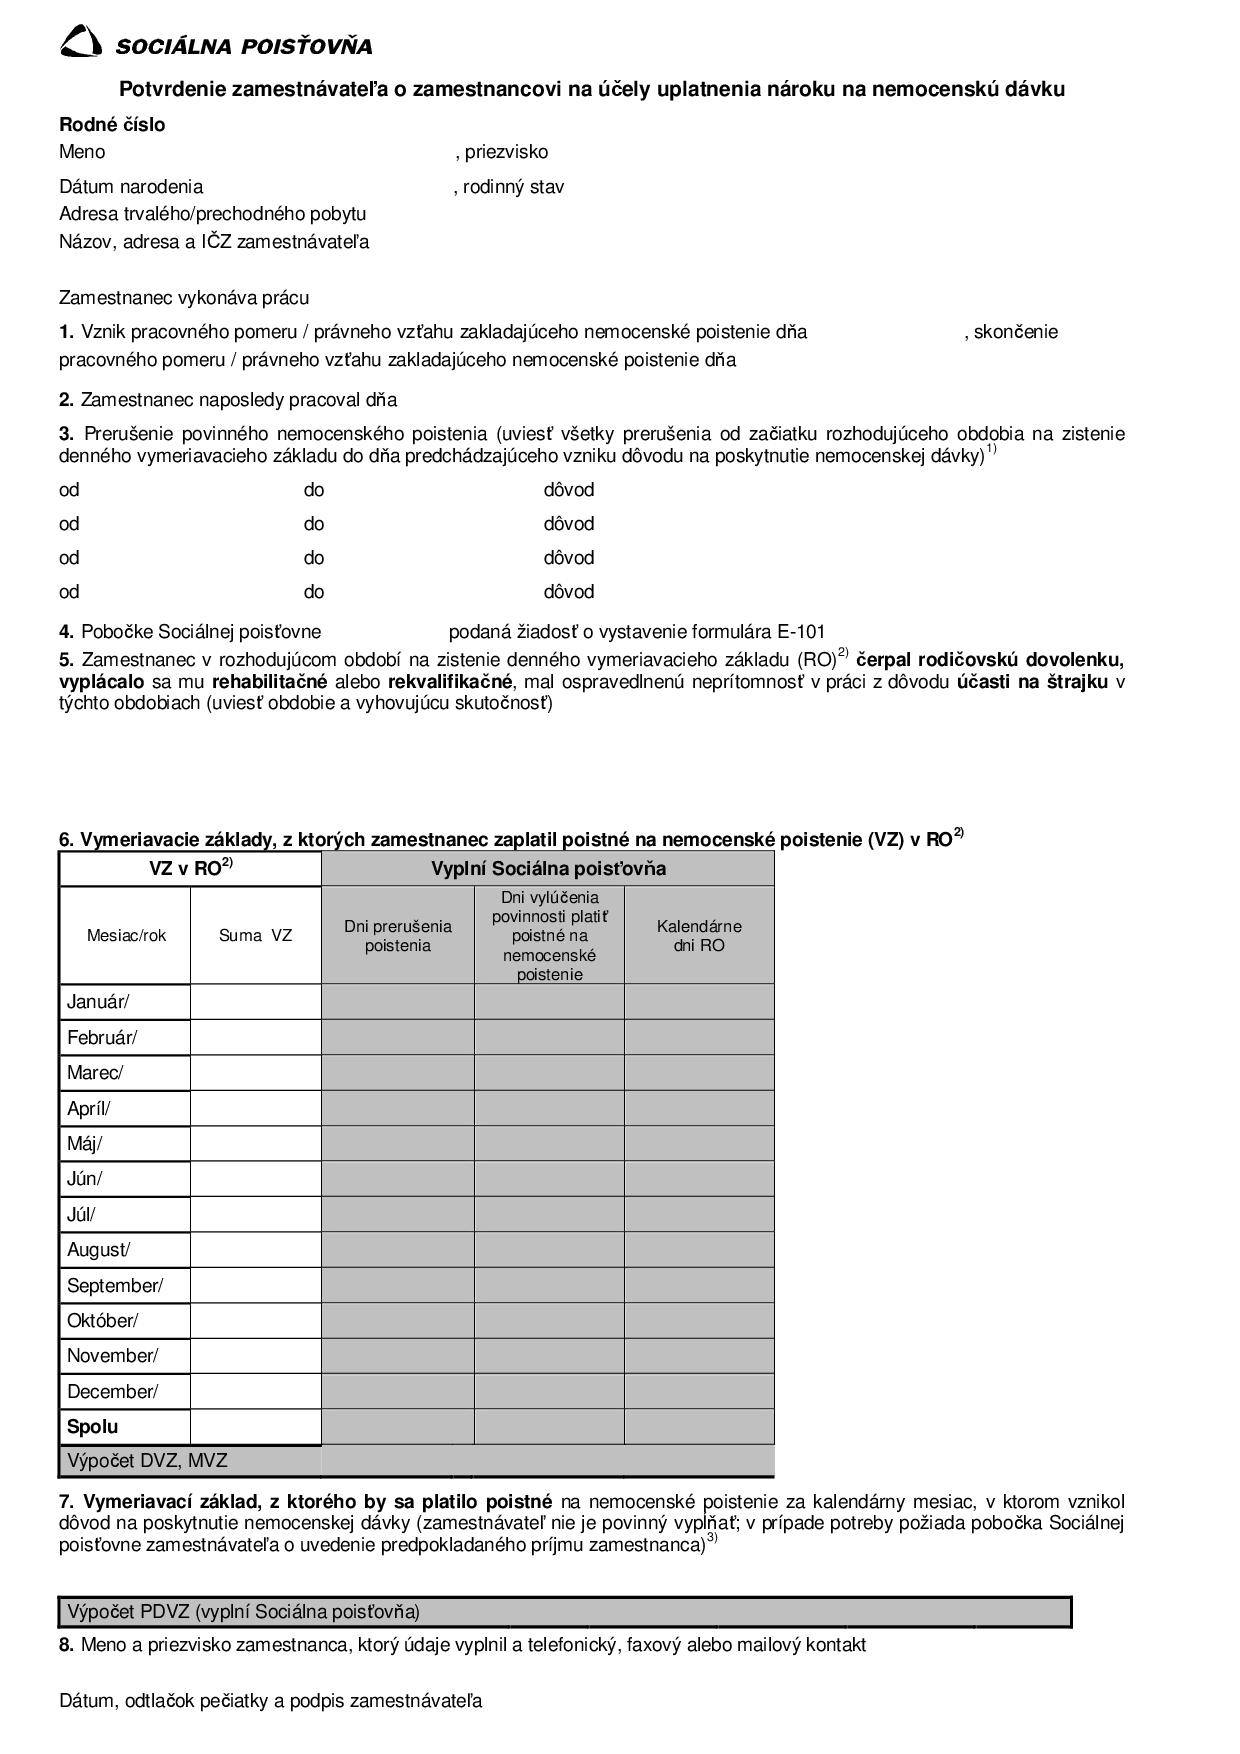 SOCIÁLNA POISŤOVŇA
Potvrdenie zamestnávateľa o zamestnancovi na účely uplatnenia nároku na nemocenskú dávku
Rodné číslo
Meno , priezvisko
Dátum narodenia , rodinný stav
Adresa trvalého/prechodného pobytu
Názov, adresa a IČZ zamestnávateľa
Zamestnanec vykonáva prácu
1. Vznik pracovného pomeru / právneho vzťahu zakladajúceho nemocenské poistenie dňa , skončenie
pracovného pomeru / právneho vzťahu zakladajúceho nemocenské poistenie dňa
2. Zamestnanec naposledy pracoval dňa
3. Prerušenie povinného nemocenského poistenia (uviesť všetky prerušenia od začiatku rozhodujúceho obdobia na zistenie
denného vymeriavacieho základu do dňa predchádzajúceho vzniku dôvodu na poskytnutie nemocenskej dávky)1)
od do dôvod
od do dôvod
od do dôvod
od do dôvod
4. Pobočke Sociálnej poisťovne podaná žiadosť o vystavenie formulára E-101
5. Zamestnanec v rozhodujúcom období na zistenie denného vymeriavacieho základu (RO)2) čerpal rodičovskú dovolenku,
vyplácalo sa mu rehabilitačné alebo rekvalifikačné, mal ospravedlnenú neprítomnosť v práci z dôvodu účasti na štrajku v
týchto obdobiach (uviesť obdobie a vyhovujúcu skutočnosť)
6. Vymeriavacie základy, z ktorých zamestnanec zaplatil poistné na nemocenské poistenie (VZ) v RO2)
VZ v RO2) Vyplní Sociálna poisťovňa
Mesiac/rok Suma VZ Dni prerušenia poistenia Dni vylúčenia povinnosti platiť poistné na nemocenské poistenie Kalendárne dni RO
Január/
Február/
Marec/
Apríl/
Máj/
Jún/
Júl/
August/
September/
Október/
November/
December/
Spolu
Výpočet DVZ, MVZ
7. Vymeriavací základ, z ktorého by sa platilo poistné na nemocenské poistenie za kalendárny mesiac, v ktorom vznikol
dôvod na poskytnutie nemocenskej dávky (zamestnávateľ nie je povinný vypĺňať; v prípade potreby požiada pobočka Sociálnej
poisťovne zamestnávateľa o uvedenie predpokladaného príjmu zamestnanca)3)
Výpočet PDVZ (vyplní Sociálna poisťovňa)
8. Meno a priezvisko zamestnanca, ktorý údaje vyplnil a telefonický, faxový alebo mailový kontakt
Dátum, odtlačok pečiatky a podpis zamestnávateľa